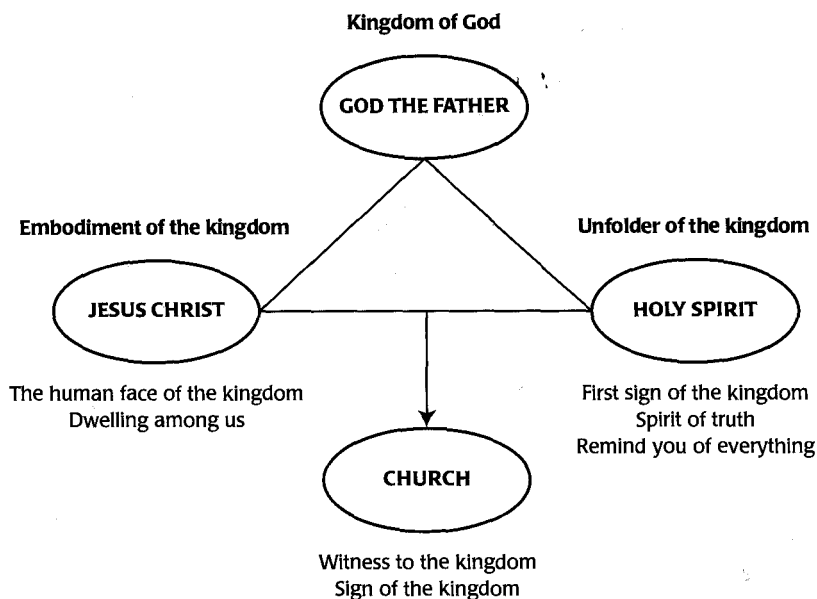 Kingdom of God
GOD THE FATHER
Embodiment of the kingdom
JESUS CHRIST
The human face of the kingdom
Dwelling among us
Unfolder of the kingdom
HOLY SPIRIT
First sign of the kingdom
Spirit of truth
Remind you of everything
CHURCH
Witness to the kingdom
Sign of the kingdom